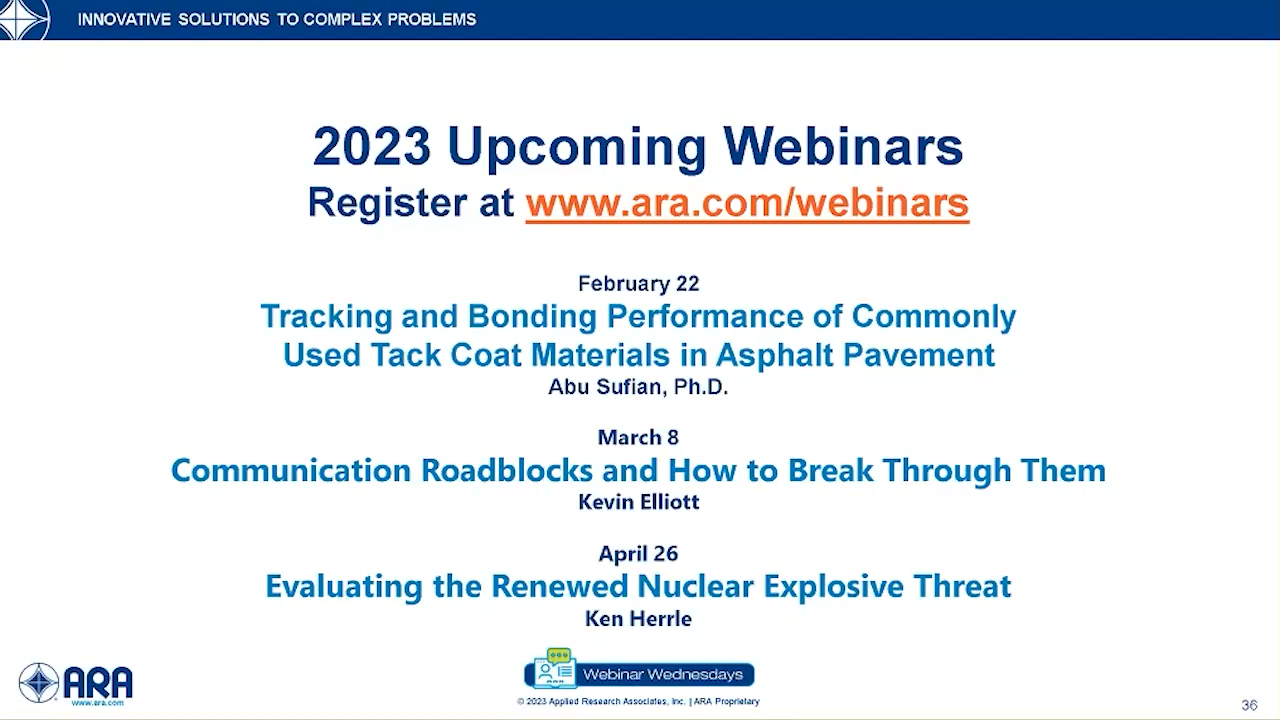 INNOVATIVE SOLUTIONS TO COMPLEX PROBLEMS
2023 Upcoming Webinars
Register at www.ara.com/webinars
February 22
Tracking and Bonding Performance of Commonly
Used Tack Coat Materials in Asphalt Pavement
Abu Sufian, Ph.D.
March 8
Communication Roadblocks and How to Break Through Them
Kevin Elliott
April 26
Evaluating the Renewed Nuclear Explosive Threat
Ken Herrle
ARA
www.ara.com
ARA
Webinar Wednesdays
© 2023 Applied Research Associates, Inc. | ARA Proprietary
36